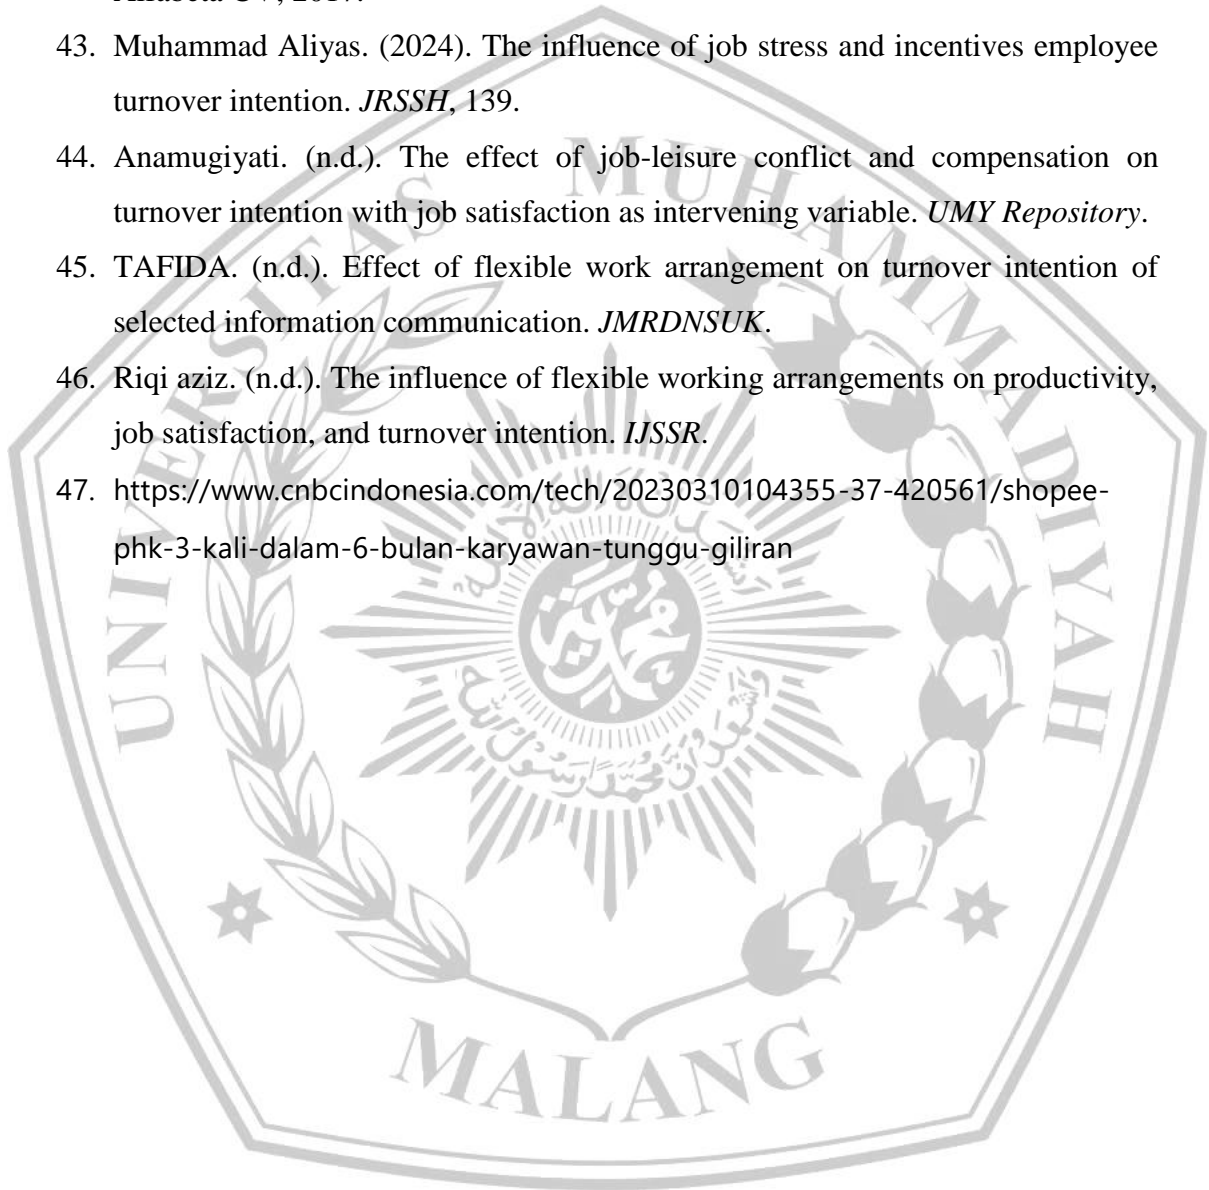 43. Muhammad Aliyas. (2024). The influence of job stress and incentives employee
turnover intention. JRSSH, 139.
44. Anamugiyati. (n.d.). The effect of job-leisure conflict and compensation on
turnover intention with job satisfaction as intervening variable. UMY Repository.
45. TAFIDA. (n.d.). Effect of flexible work arrangement on turnover intention of
selected information communication. JMRDNSUK.
46. Riqi aziz. (n.d.). The influence of flexible working arrangements on productivity,
job satisfaction, and turnover intention. IJSSR.
47. https://www.cnbcindonesia.com/tech/20230310104355-37-420561/shopee-
phk-3-kali-dalam-6-bulan-karyawan-tunggu-giliran
UNIVERSITAS MUHAMMADIYAH
MALANG